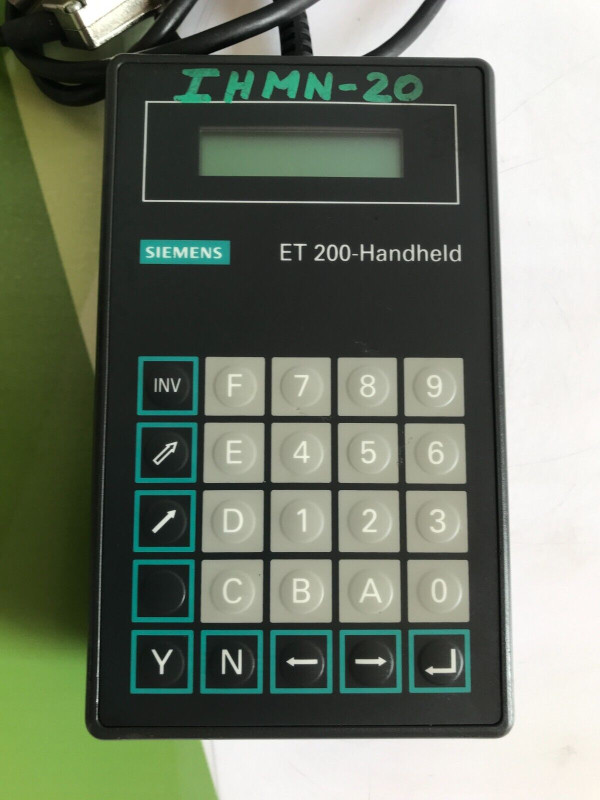 IHMN-20
SIEMENS ET 200-Handheld
INV F 7 8 9
E 4 5 6
D 1 2 3
C B A 0
Y N ← → ↵